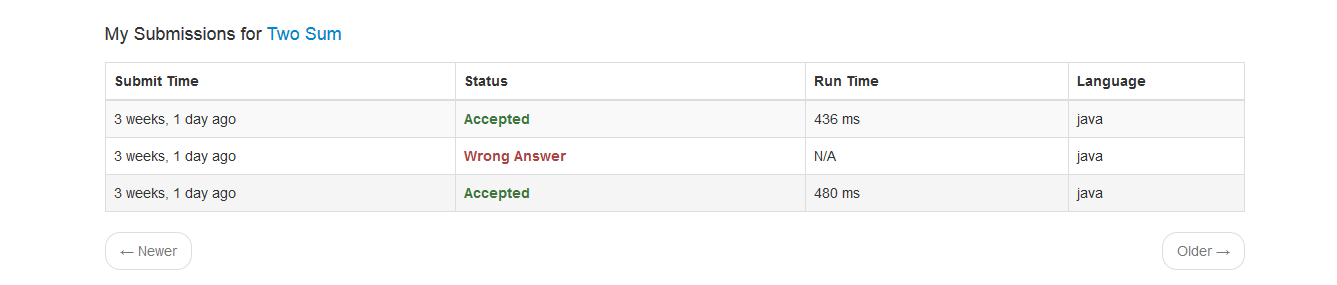 My Submissions for Two Sum
Submit Time Status Run Time Language
3 weeks, 1 day ago Accepted 436 ms java
3 weeks, 1 day ago Wrong Answer N/A java
3 weeks, 1 day ago Accepted 480 ms java
← Newer Older →